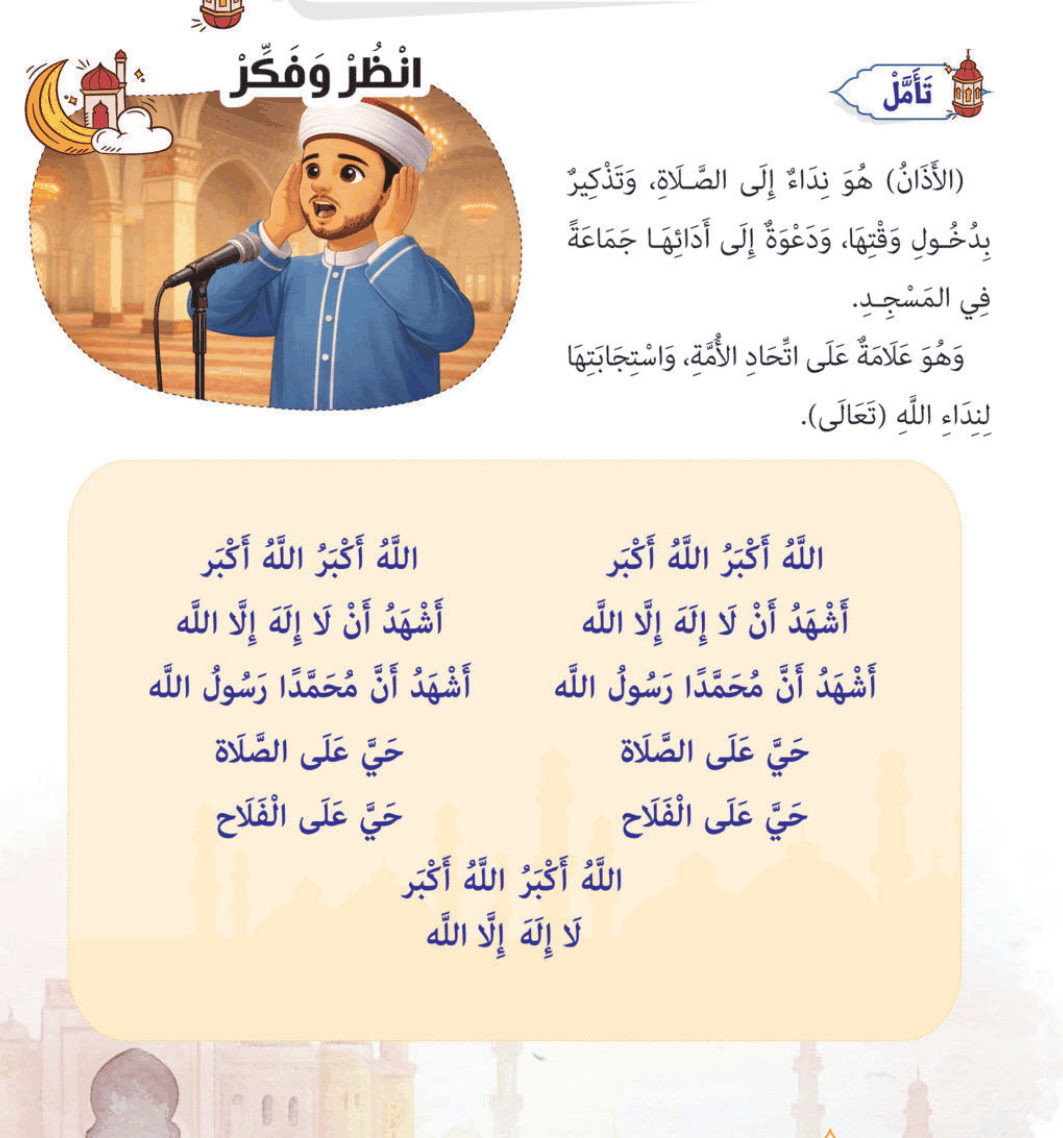 انْظُرْ وَفَكِّرْ
تَأَمَّلْ
(الأَذَانُ) هُوَ نِدَاءٌ إِلَى الصَّلَاةِ، وَتَذْكِيرٌ
بِدُخُولِ وَقْتِهَا، وَدَعْوَةٌ إِلَى أَدَائِهَا جَمَاعَةً
فِي المَسْجِدِ.
وَهُوَ عَلَامَةٌ عَلَى اتِّحَادِ الأُمَّةِ، وَاسْتِجَابَتِهَا
لِنِدَاءِ اللَّهِ (تَعَالَى).
اللَّهُ أَكْبَرُ اللَّهُ أَكْبَر اللَّهُ أَكْبَرُ اللَّهُ أَكْبَر
أَشْهَدُ أَنْ لَا إِلَهَ إِلَّا اللَّه أَشْهَدُ أَنْ لَا إِلَهَ إِلَّا اللَّه
أَشْهَدُ أَنَّ مُحَمَّدًا رَسُولُ اللَّه أَشْهَدُ أَنَّ مُحَمَّدًا رَسُولُ اللَّه
حَيَّ عَلَى الصَّلَاة حَيَّ عَلَى الصَّلَاة
حَيَّ عَلَى الْفَلَاح حَيَّ عَلَى الْفَلَاح
اللَّهُ أَكْبَرُ اللَّهُ أَكْبَر
لَا إِلَهَ إِلَّا اللَّه